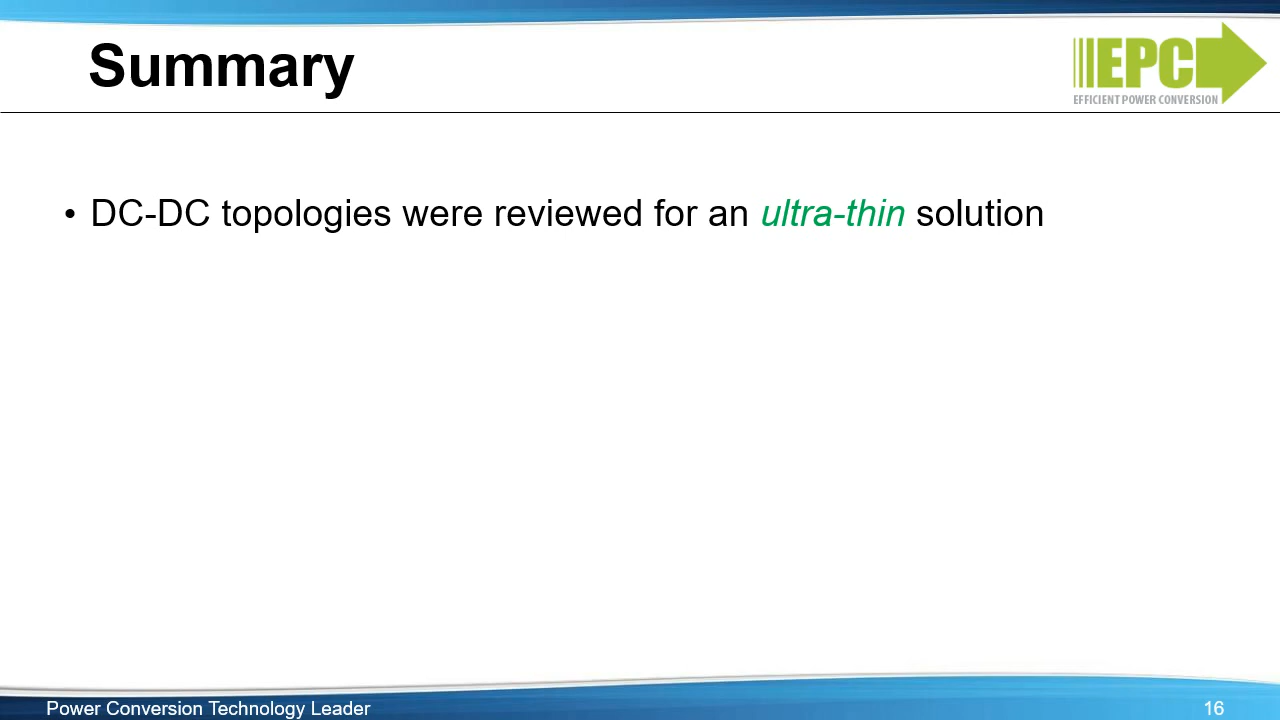 Summary
EPC
EFFICIENT POWER CONVERSION
• DC-DC topologies were reviewed for an ultra-thin solution
Power Conversion Technology Leader
16